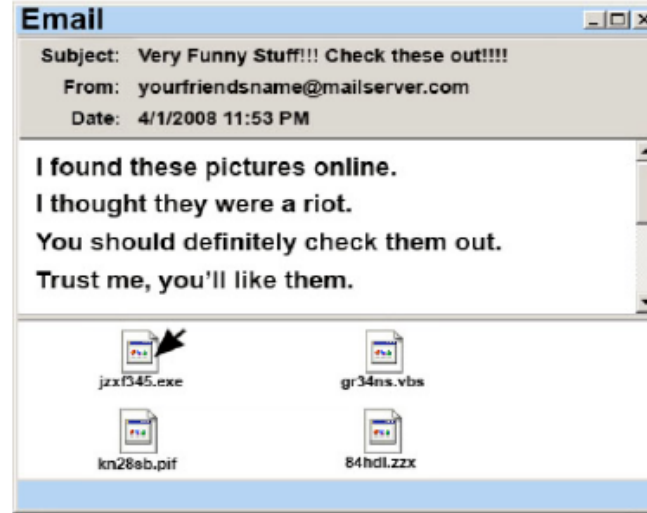 Email
Subject: Very Funny Stuff!!! Check these out!!!!
From: yourfriendsname@mailserver.com
Date: 4/1/2008 11:53 PM
I found these pictures online.
I thought they were a riot.
You should definitely check them out.
Trust me, you'll like them.
jzxf345.exe gr34ns.vbs
kn28sb.pif 84hdl.zzx